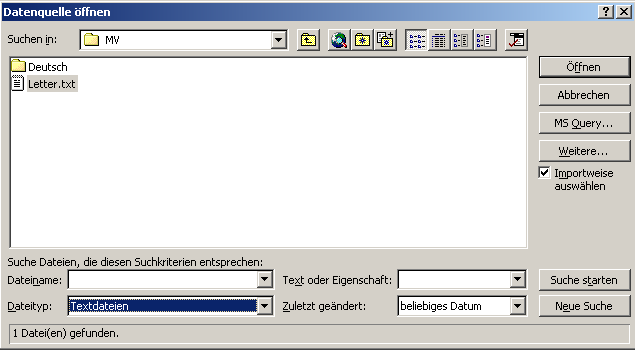 Datenquelle öffnen
Suchen in: MV
Deutsch
Letter.txt
Öffnen
Abbrechen
MS Query...
Weitere...
Importweise
auswählen
Suche Dateien, die diesen Suchkriterien entsprechen:
Dateiname: Text oder Eigenschaft: Suche starten
Dateityp: Textdateien Zuletzt geändert: beliebiges Datum Neue Suche
1 Datei(en) gefunden.